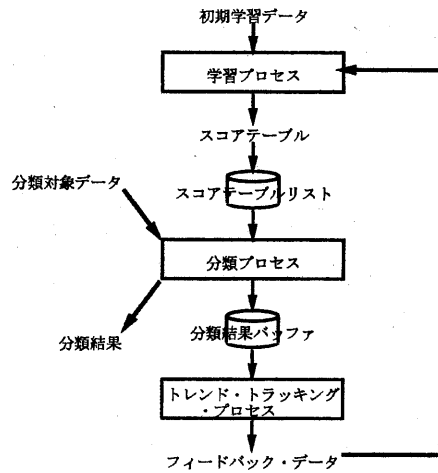 初期学習データ
学習プロセス
スコアテーブル
分類対象データ
スコアテーブルリスト
分類プロセス
分類結果
分類結果バッファ
トレンド・トラッキング
・プロセス
フィードバック・データ